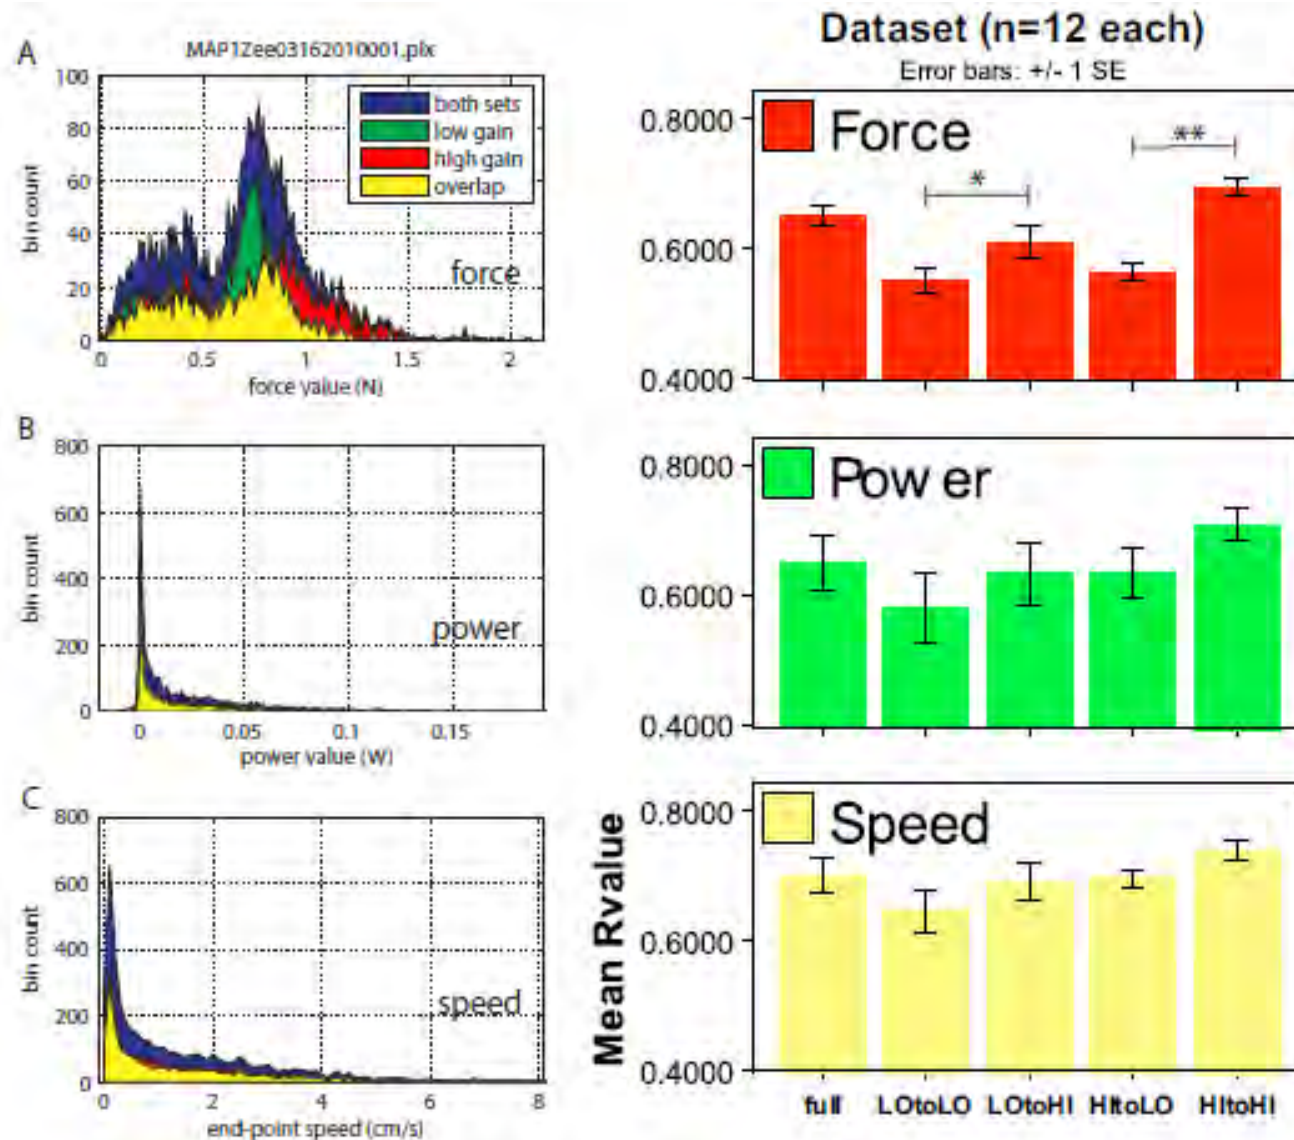 A
MAP1Zee03162010001.plx
100
80
60
40
20
0
bin count
both sets
low gain
high gain
overlap
force
0
0.5
1
1.5
2
force value (N)
B
800
600
400
200
0
bin count
power
0
0.05
0.1
0.15
power value (W)
C
800
600
400
200
0
bin count
speed
0
2
4
6
8
end-point speed (cm/s)
Dataset (n=12 each)
Error bars: +/- 1 SE
0.8000
0.6000
0.4000
Force
*
**
0.8000
0.6000
0.4000
Pow er
Mean Rvalue
0.8000
0.6000
0.4000
Speed
full
LOtoLO
LOtoHI
HItoLO
HItoHI